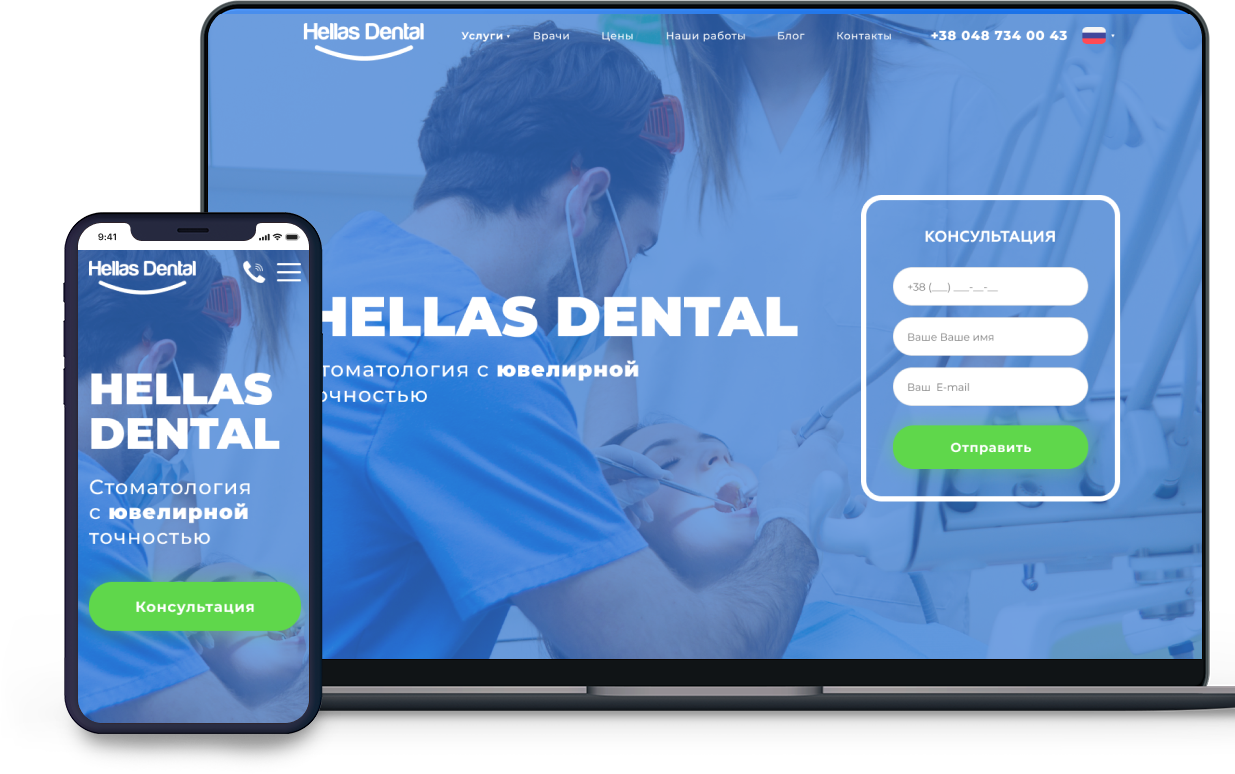 Hellas Dental
Услуги
Врачи
Цены
Наши работы
Блог
Контакты
+38 048 734 00 43
HELLAS DENTAL
томатология с ювелирной
очностью
КОНСУЛЬТАЦИЯ
+38 (___) ___-__-__
Ваше Ваше имя
Ваш E-mail
Отправить
9:41
Hellas Dental
HELLAS
DENTAL
Стоматология
с ювелирной
точностью
Консультация